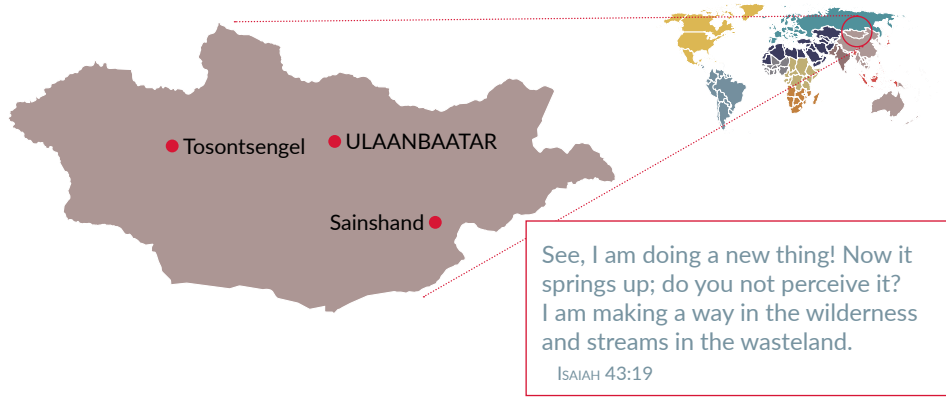 Tosontsengel
ULAANBAATAR
Sainshand
See, I am doing a new thing! Now it
springs up; do you not perceive it?
I am making a way in the wilderness
and streams in the wasteland.
Isaiah 43:19